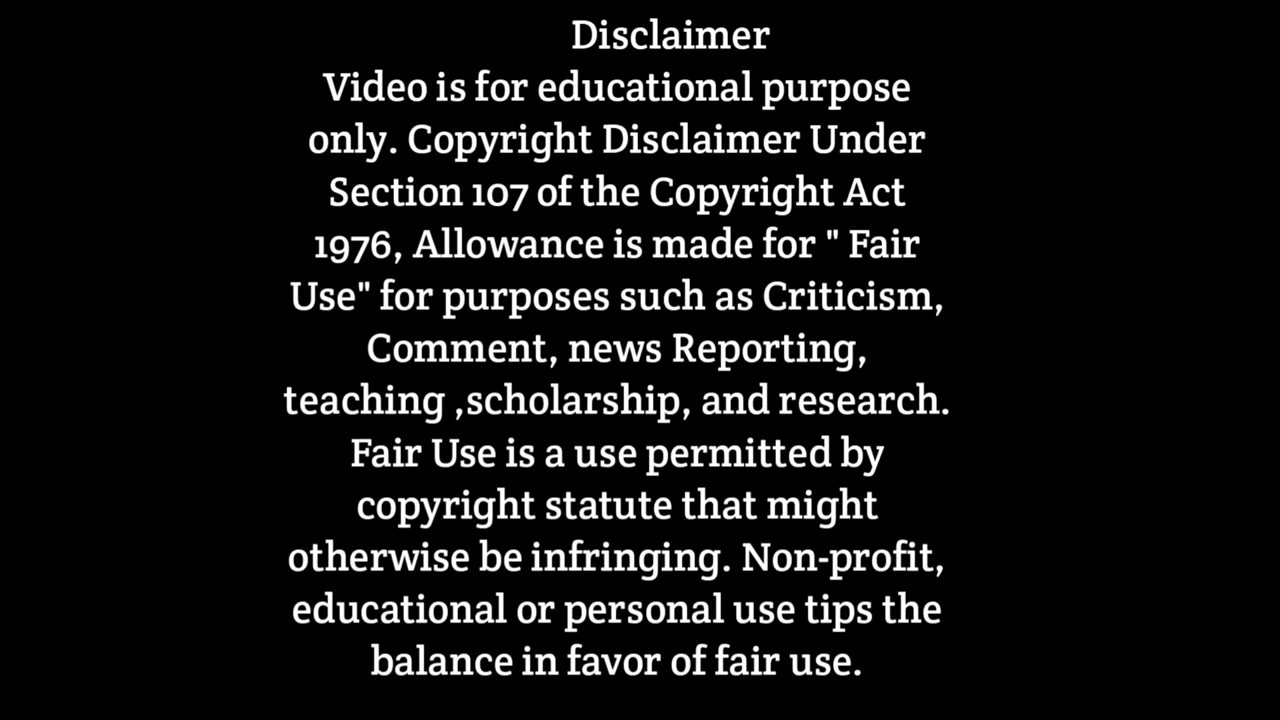 Disclaimer
Video is for educational purpose
only. Copyright Disclaimer Under
Section 107 of the Copyright Act
1976, Allowance is made for " Fair
Use" for purposes such as Criticism,
Comment, news Reporting,
teaching ,scholarship, and research.
Fair Use is a use permitted by
copyright statute that might
otherwise be infringing. Non-profit,
educational or personal use tips the
balance in favor of fair use.